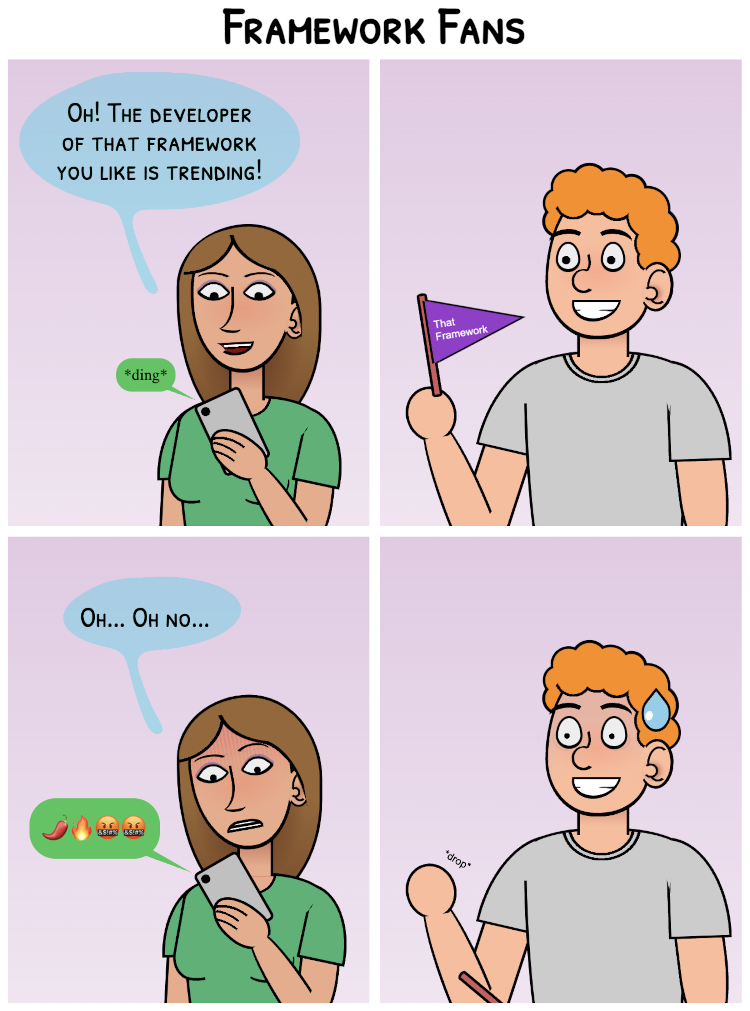 Framework Fans
Oh! The developer
of that framework
you like is trending!
*ding*
That
Framework
Oh... Oh no...
🌶️🔥🤬🤬
*drop*